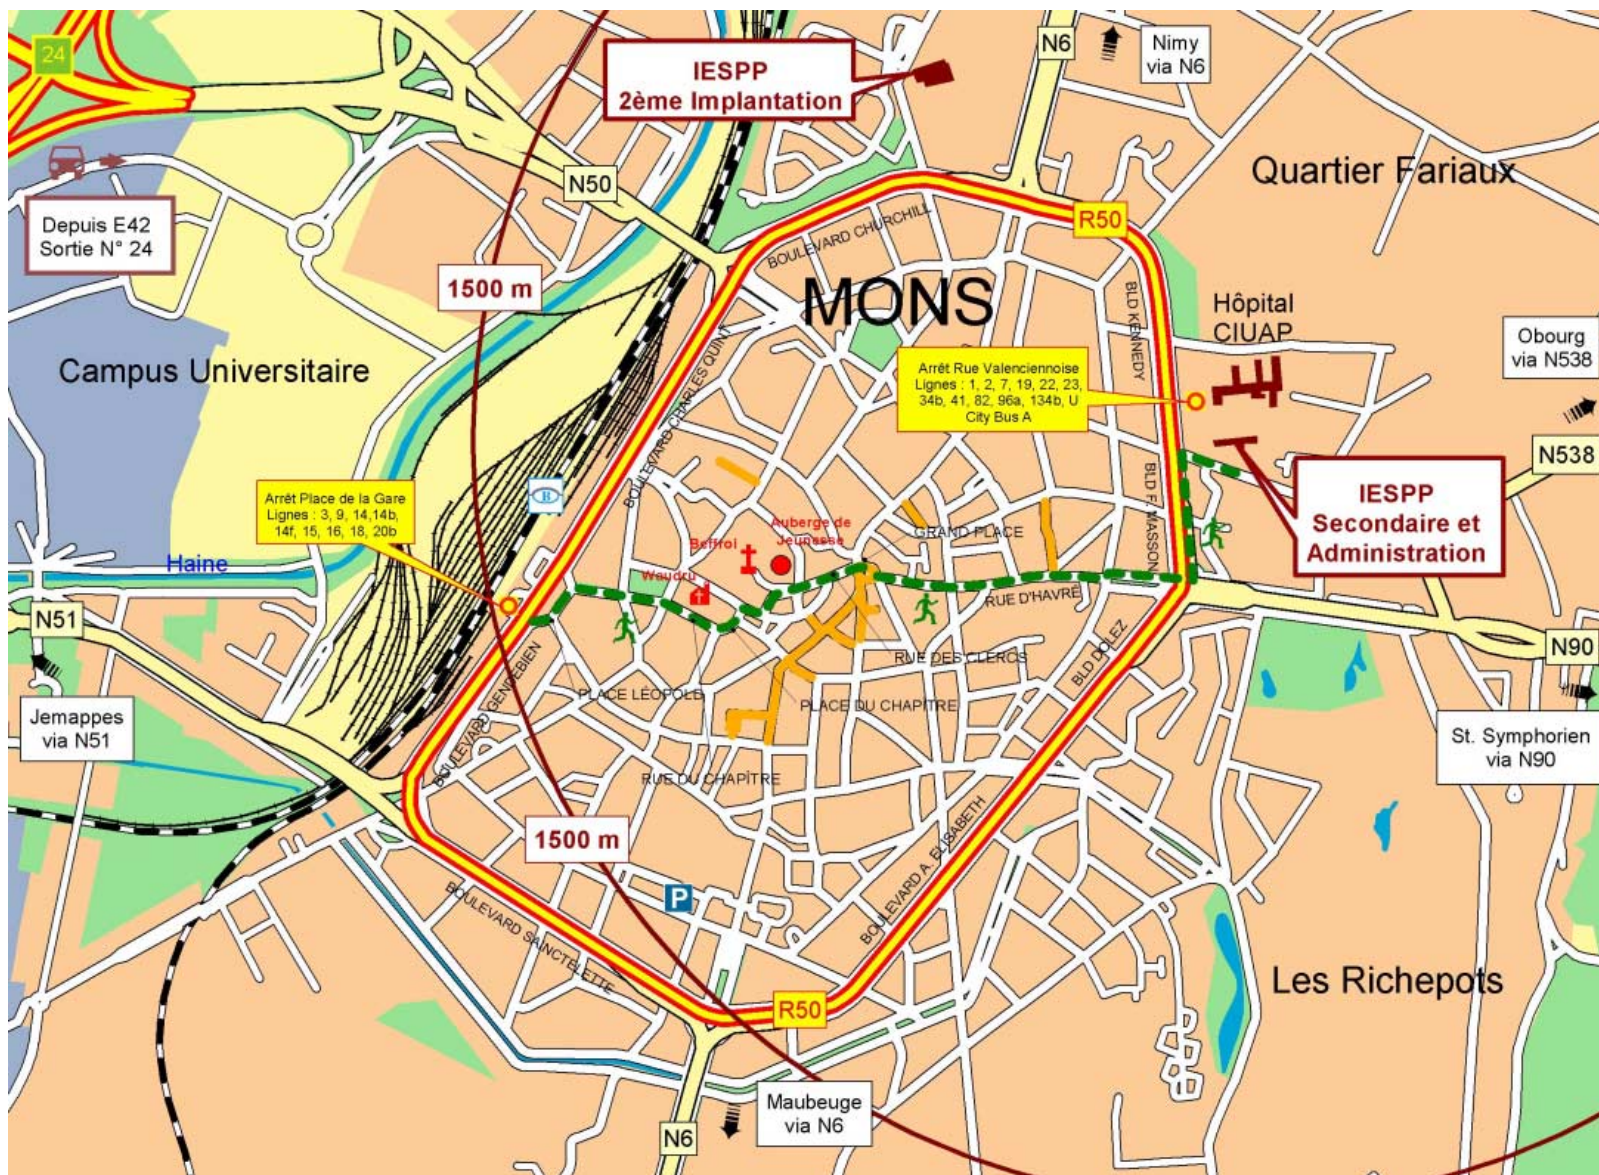 24
IESPP
2ème Implantation
N6
Nimy
via N6
Quartier Fariaux
N50
Depuis E42
Sortie N° 24
R50
BOULEVARD CHURCHILL
1500 m
MONS
BLD KENNEDY
Hôpital
CIUAP
Obourg
via N538
Campus Universitaire
BOULEVARD CHARLES QUINT
Arrêt Rue Valenciennoise
Lignes : 1, 2, 7, 19, 22, 23,
34b, 41, 82, 96a, 134b, U
City Bus A
N538
Arrêt Place de la Gare
Lignes : 3, 9, 14,14b,
14f, 15, 16, 18, 20b
B
BLD F. MASSON
IESPP
Secondaire et
Administration
Auberge de
Jeunesse
Beffroi
GRAND PLACE
Haine
Waudru
RUE D'HAVRÉ
N51
N90
RUE DES CLERCS
BLD DOLEZ
BOULEVARD GENDEBIEN
PLACE LÉOPOLD
PLACE DU CHAPITRE
Jemappes
via N51
St. Symphorien
via N90
RUE DU CHAPÎTRE
1500 m
BOULEVARD A. ELISABETH
P
BOULEVARD SAINCTELETTE
Les Richepots
R50
Maubeuge
via N6
N6